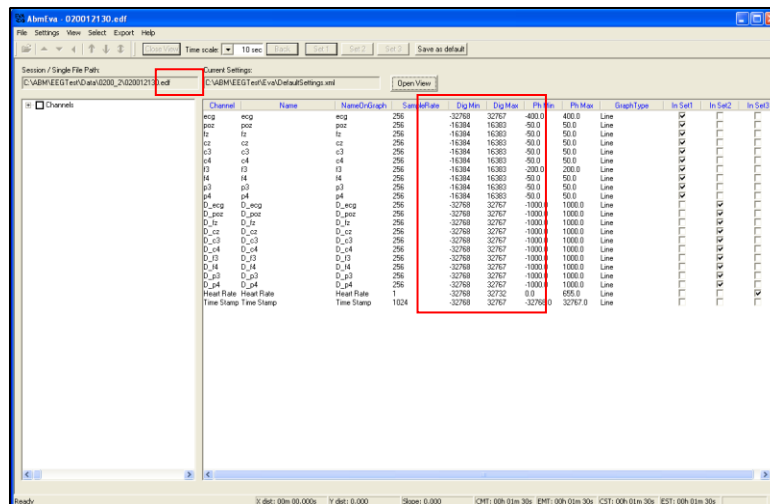 AbmEva - 020012130.edf
File Settings View Select Export Help
Close View Time scale: 10 sec Back Set 1 Set 2 Set 3 Save as default
Session / Single File Path: Current Settings:
C:\ABM\EEGTest\Data\0200_2\020012130.edf C:\ABM\EEGTest\Eva\DefaultSettings.xml Open View
Channels
Channel Name NameOnGraph SampleRate Dig Min Dig Max Ph Min Ph Max GraphType In Set1 In Set2 In Set3
ecg ecg ecg 256 -32768 32767 -400.0 400.0 Line
poz poz poz 256 -16384 16383 -50.0 50.0 Line
fz fz fz 256 -16384 16383 -50.0 50.0 Line
cz cz cz 256 -16384 16383 -50.0 50.0 Line
c3 c3 c3 256 -16384 16383 -50.0 50.0 Line
c4 c4 c4 256 -16384 16383 -50.0 50.0 Line
f3 f3 f3 256 -16384 16383 -200.0 200.0 Line
f4 f4 f4 256 -16384 16383 -50.0 50.0 Line
p3 p3 p3 256 -16384 16383 -50.0 50.0 Line
p4 p4 p4 256 -16384 16383 -50.0 50.0 Line
D_ecg D_ecg D_ecg 256 -32768 32767 -1000.0 1000.0 Line
D_poz D_poz D_poz 256 -32768 32767 -1000.0 1000.0 Line
D_fz D_fz D_fz 256 -32768 32767 -1000.0 1000.0 Line
D_cz D_cz D_cz 256 -32768 32767 -1000.0 1000.0 Line
D_c3 D_c3 D_c3 256 -32768 32767 -1000.0 1000.0 Line
D_c4 D_c4 D_c4 256 -32768 32767 -1000.0 1000.0 Line
D_f3 D_f3 D_f3 256 -32768 32767 -1000.0 1000.0 Line
D_f4 D_f4 D_f4 256 -32768 32767 -1000.0 1000.0 Line
D_p3 D_p3 D_p3 256 -32768 32767 -1000.0 1000.0 Line
D_p4 D_p4 D_p4 256 -32768 32767 -1000.0 1000.0 Line
Heart Rate Heart Rate Heart Rate 1 -32768 32732 0.0 655.0 Line
Time Stamp Time Stamp Time Stamp 1024 -32768 32767 -32768.0 32767.0 Line
Ready X dist: 00m 00.000s Y dist: 0.000 Slope: 0.000 CMT: 00h 01m 30s EMT: 00h 01m 30s CST: 00h 01m 30s EST: 00h 01m 30s